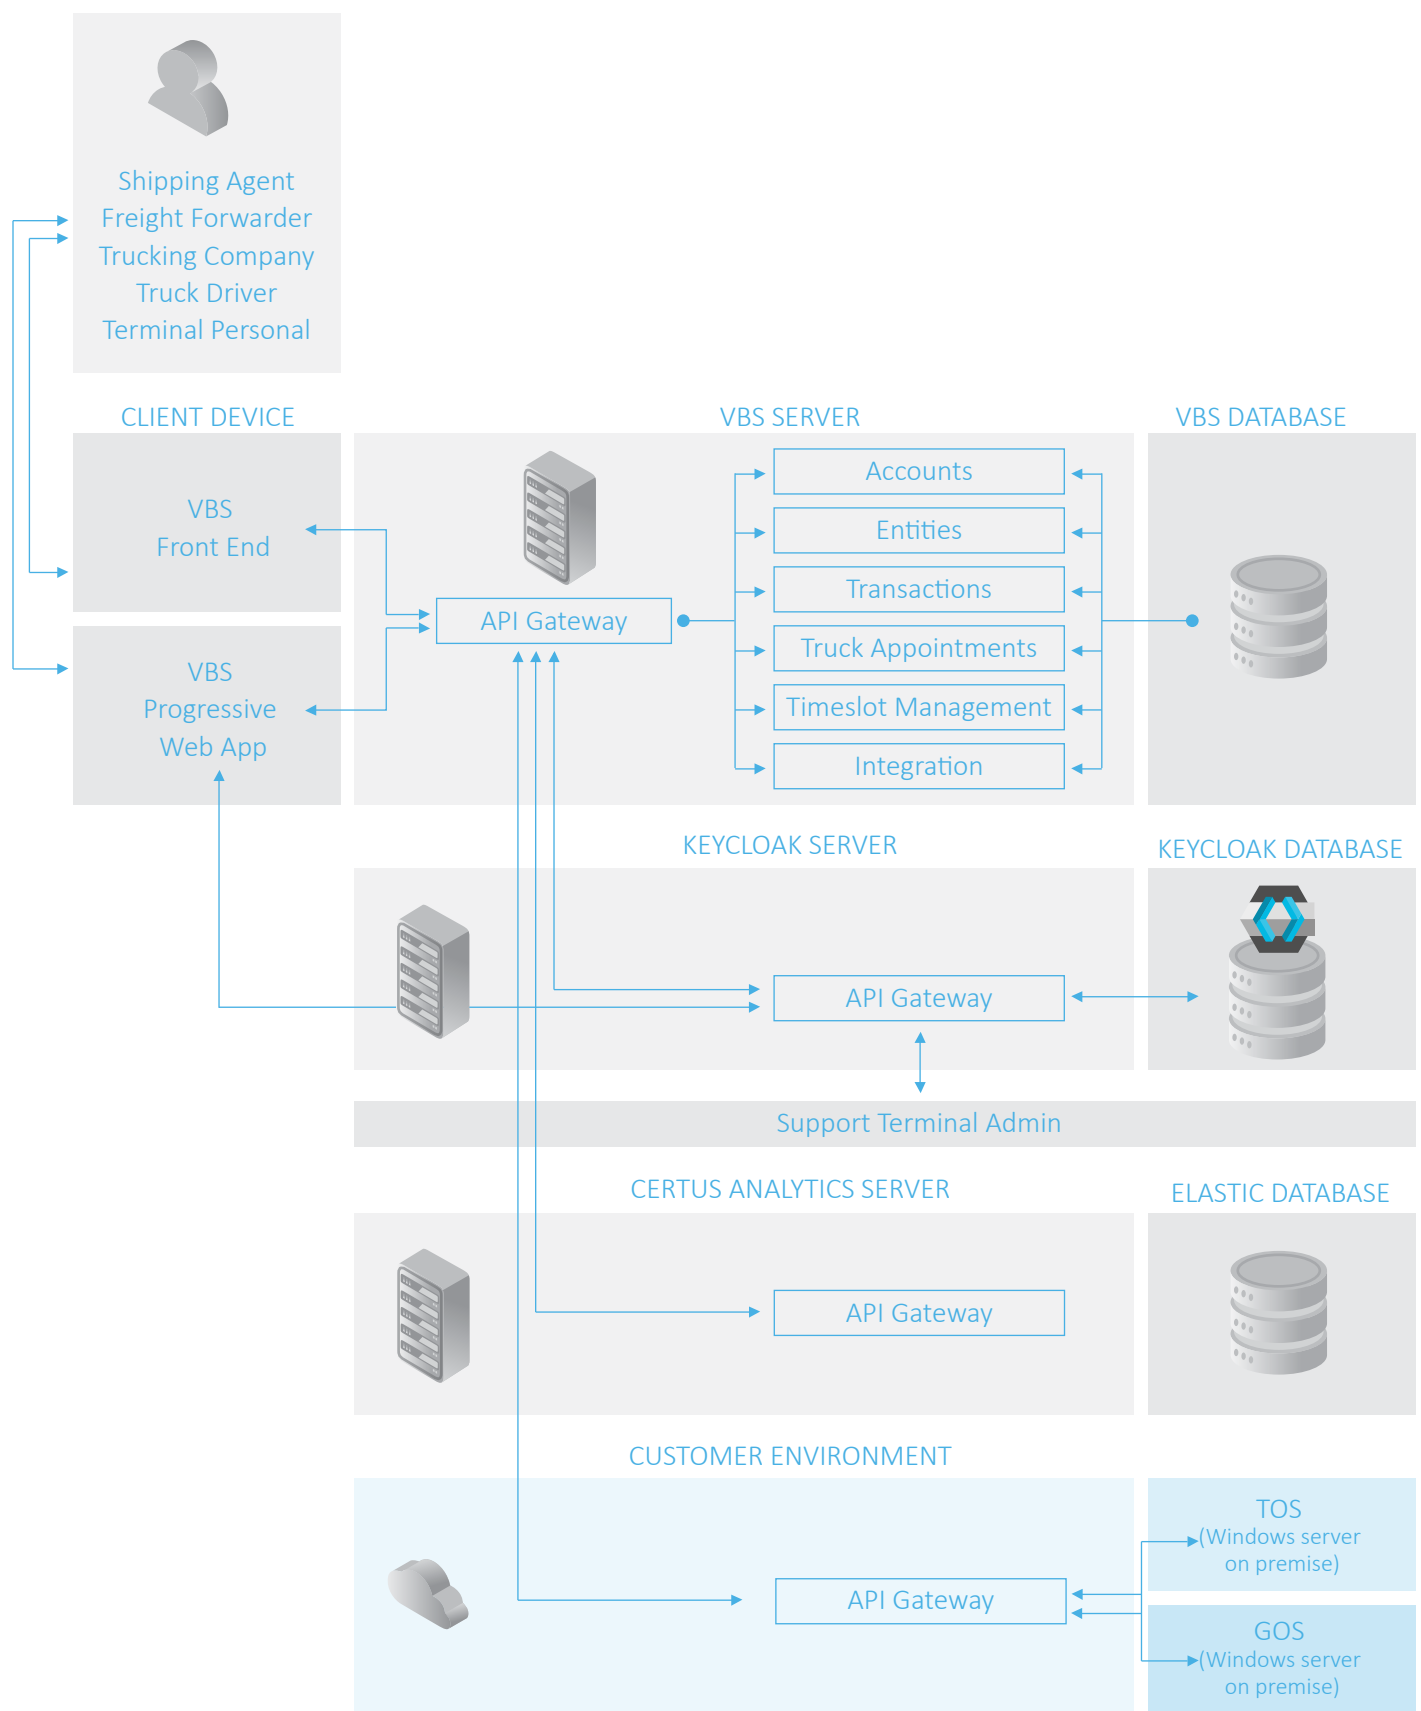 Shipping Agent
Freight Forwarder
Trucking Company
Truck Driver
Terminal Personal
CLIENT DEVICE
VBS SERVER
VBS DATABASE
VBS
Front End
VBS
Progressive
Web App
API Gateway
Accounts
Entities
Transactions
Truck Appointments
Timeslot Management
Integration
KEYCLOAK SERVER
KEYCLOAK DATABASE
API Gateway
Support Terminal Admin
CERTUS ANALYTICS SERVER
ELASTIC DATABASE
API Gateway
CUSTOMER ENVIRONMENT
API Gateway
TOS
(Windows server
on premise)
GOS
(Windows server
on premise)